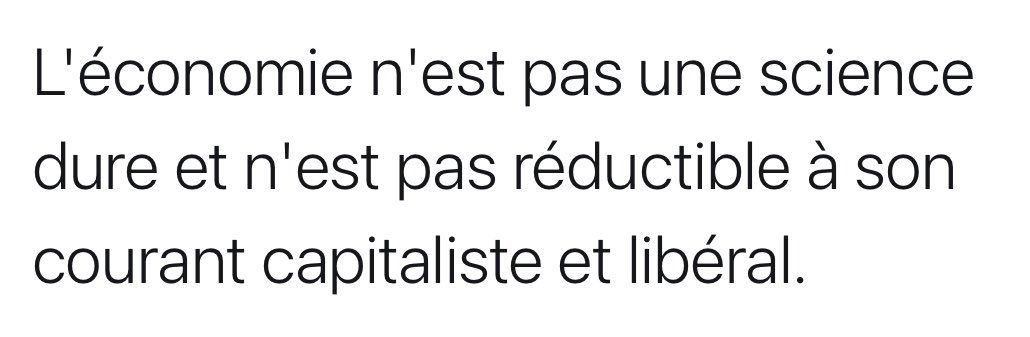 L'économie n'est pas une science
dure et n'est pas réductible à son
courant capitaliste et libéral.